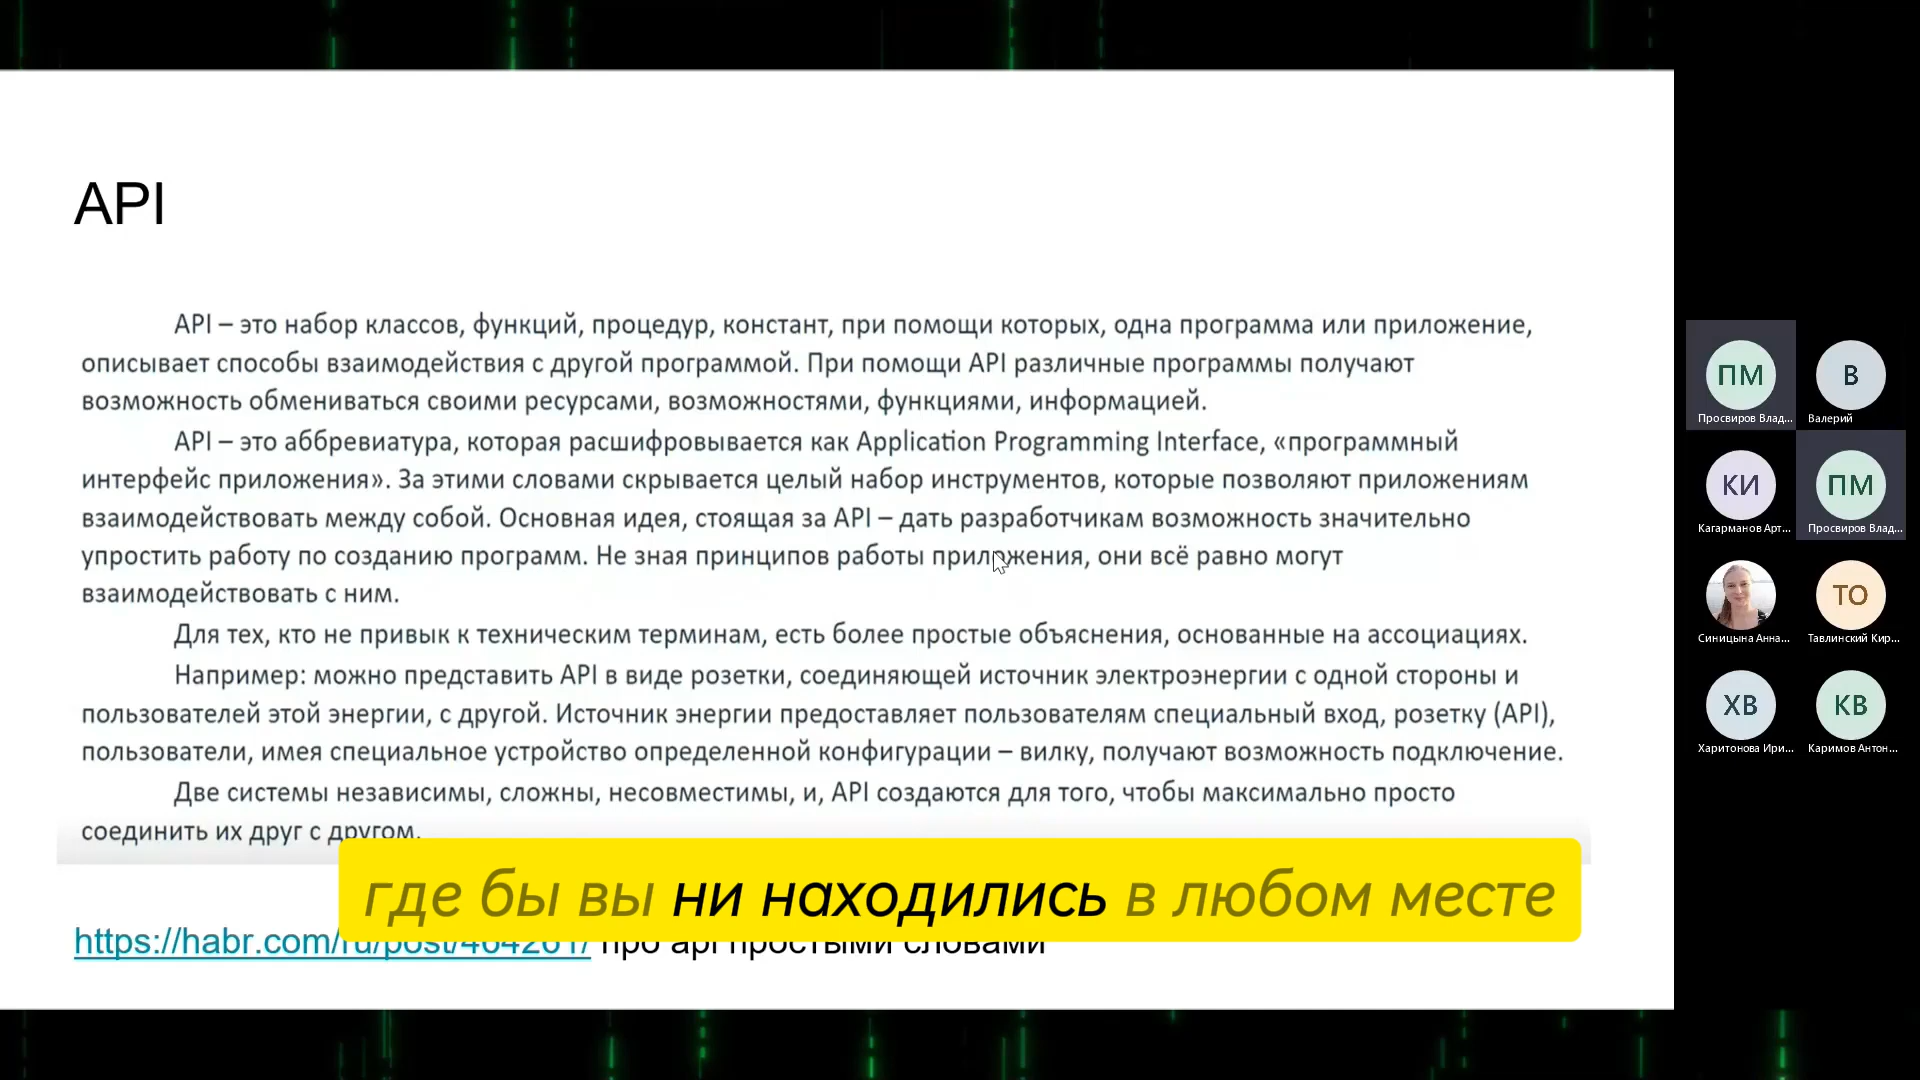 API
API – это набор классов, функций, процедур, констант, при помощи которых, одна программа или приложение,
описывает способы взаимодействия с другой программой. При помощи API различные программы получают
возможность обмениваться своими ресурсами, возможностями, функциями, информацией.
API – это аббревиатура, которая расшифровывается как Application Programming Interface, «программный
интерфейс приложения». За этими словами скрывается целый набор инструментов, которые позволяют приложениям
взаимодействовать между собой. Основная идея, стоящая за API – дать разработчикам возможность значительно
упростить работу по созданию программ. Не зная принципов работы приложения, они всё равно могут
взаимодействовать с ним.
Для тех, кто не привык к техническим терминам, есть более простые объяснения, основанные на ассоциациях.
Например: можно представить API в виде розетки, соединяющей источник электроэнергии с одной стороны и
пользователей этой энергии, с другой. Источник энергии предоставляет пользователям специальный вход, розетку (API),
пользователи, имея специальное устройство определенной конфигурации – вилку, получают возможность подключение.
Две системы независимы, сложны, несовместимы, и, API создаются для того, чтобы максимально просто
соединить их друг с другом.
где бы вы ни находились в любом месте
https://habr.com/ru/post/464261/ про api простыми словами
ПМ
Просвиров Влад...
В
Валерий
КИ
Кагарманов Арт...
ПМ
Просвиров Влад...
Синицына Анна...
ТО
Тавлинский Кир...
ХВ
Харитонова Ири...
КВ
Каримов Антон...